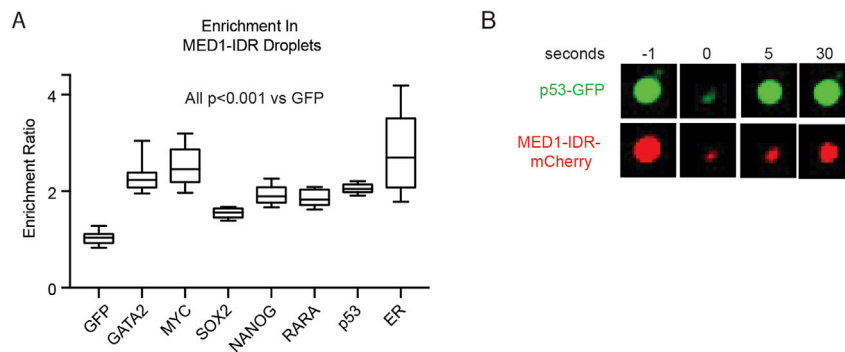 A
Enrichment In
MED1-IDR Droplets
All p<0.001 vs GFP
Enrichment Ratio
4
2
0
GFP
GATA2
MYC
SOX2
NANOG
RARA
p53
ER
B
seconds -1 0 5 30
p53-GFP
MED1-IDR-
mCherry